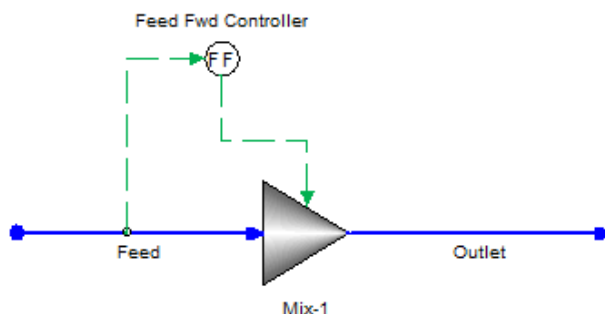 Feed Fwd Controller
FF
Feed
Outlet
Mix-1